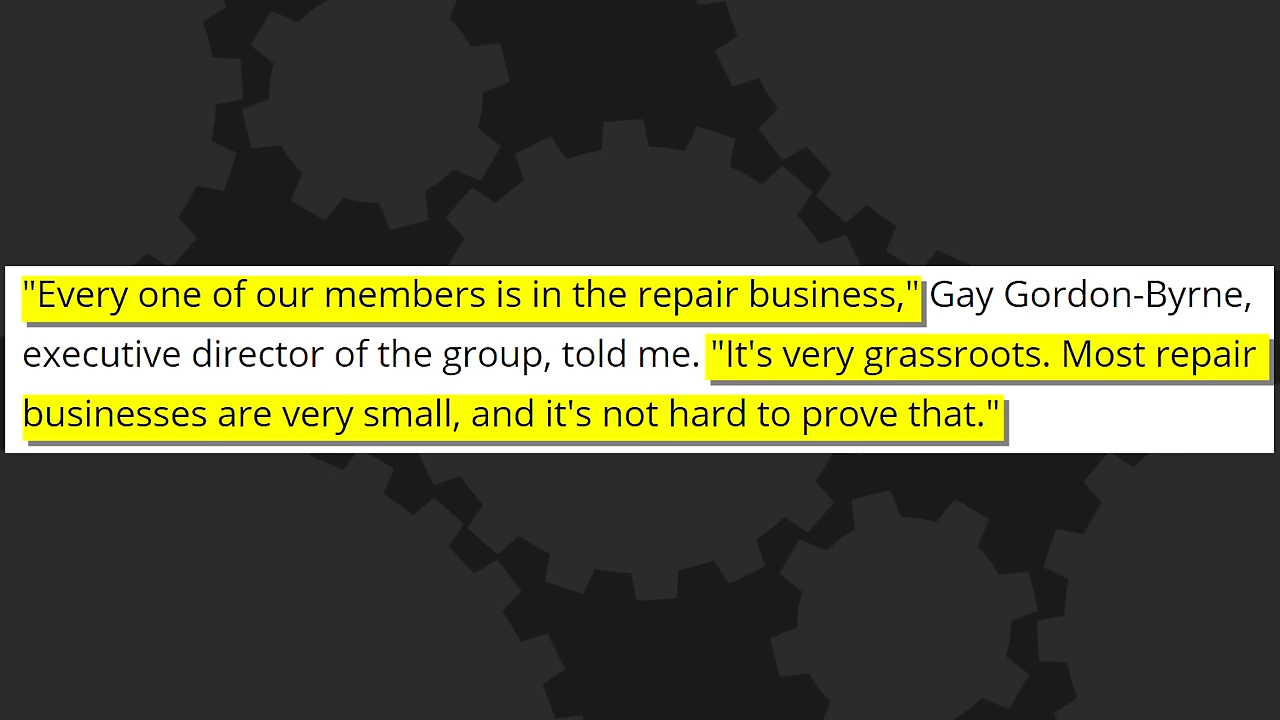 "Every one of our members is in the repair business," Gay Gordon-Byrne,
executive director of the group, told me. "It's very grassroots. Most repair
businesses are very small, and it's not hard to prove that."